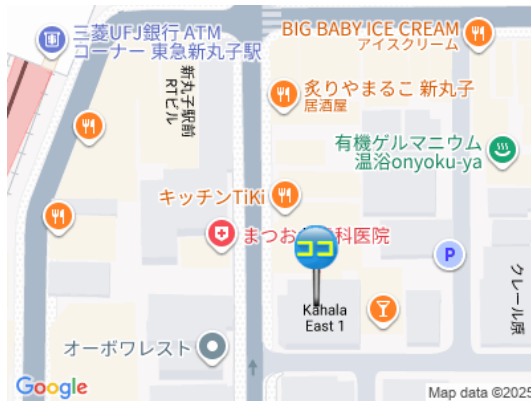 三菱UFJ銀行 ATM
コーナー 東急新丸子駅
BIG BABY ICE CREAM
アイスクリーム
新丸子駅前
RTビル
炙りやまるこ 新丸子
居酒屋
有機ゲルマニウム
温浴onyoku-ya
キッチンTiKi
まつお
科医院
ココ
P
クレール原
Kahala
East 1
オーボワレスト
Google
Map data ©2025